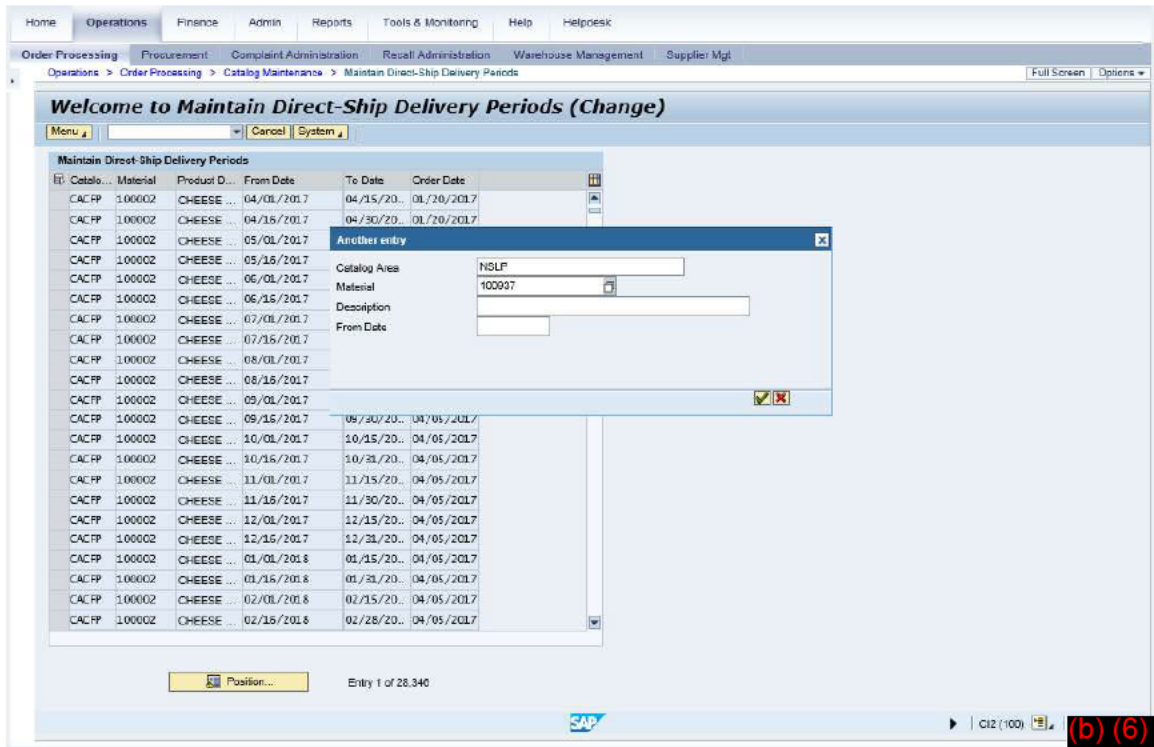 Home Operations Finance Admin Reports Tools & Monitoring Help Helpdesk
Order Processing Procurement Complaint Administration Recall Administration Warehouse Management Supplier Mgt
Operations > Order Processing > Catalog Maintenance > Maintain Direct-Ship Delivery Periods Full Screen Options
Welcome to Maintain Direct-Ship Delivery Periods (Change)
Menu Cancel System
Maintain Direct-Ship Delivery Periods
Catalo... Material Product D... From Date To Date Order Date
CACFP 100002 CHEESE ... 04/01/2017 04/15/20.. 01/20/2017
CACFP 100002 CHEESE ... 04/16/2017 04/30/20.. 01/20/2017
CACFP 100002 CHEESE ... 05/01/2017
CACFP 100002 CHEESE ... 05/16/2017
CACFP 100002 CHEESE ... 06/01/2017
CACFP 100002 CHEESE ... 06/16/2017
CACFP 100002 CHEESE ... 07/01/2017
CACFP 100002 CHEESE ... 07/16/2017
CACFP 100002 CHEESE ... 08/01/2017
CACFP 100002 CHEESE ... 08/16/2017
CACFP 100002 CHEESE ... 09/01/2017
Another entry
Catalog Area NSLP
Material 100937
Description
From Date
CACFP 100002 CHEESE ... 09/16/2017 09/30/20.. 04/05/2017
CACFP 100002 CHEESE ... 10/01/2017 10/15/20.. 04/05/2017
CACFP 100002 CHEESE ... 10/16/2017 10/31/20.. 04/05/2017
CACFP 100002 CHEESE ... 11/01/2017 11/15/20.. 04/05/2017
CACFP 100002 CHEESE ... 11/16/2017 11/30/20.. 04/05/2017
CACFP 100002 CHEESE ... 12/01/2017 12/15/20.. 04/05/2017
CACFP 100002 CHEESE ... 12/16/2017 12/31/20.. 04/05/2017
CACFP 100002 CHEESE ... 01/01/2018 01/15/20.. 04/05/2017
CACFP 100002 CHEESE ... 01/16/2018 01/31/20.. 04/05/2017
CACFP 100002 CHEESE ... 02/01/2018 02/15/20.. 04/05/2017
CACFP 100002 CHEESE ... 02/16/2018 02/28/20.. 04/05/2017
Position... Entry 1 of 28,346
SAP CI2 (100) (b) (6)